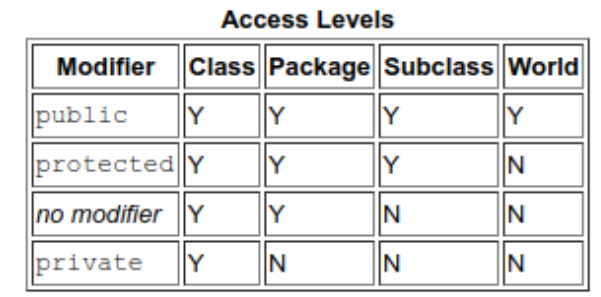 Access Levels
Modifier Class Package Subclass World
public Y Y Y Y
protected Y Y Y N
no modifier Y Y N N
private Y N N N